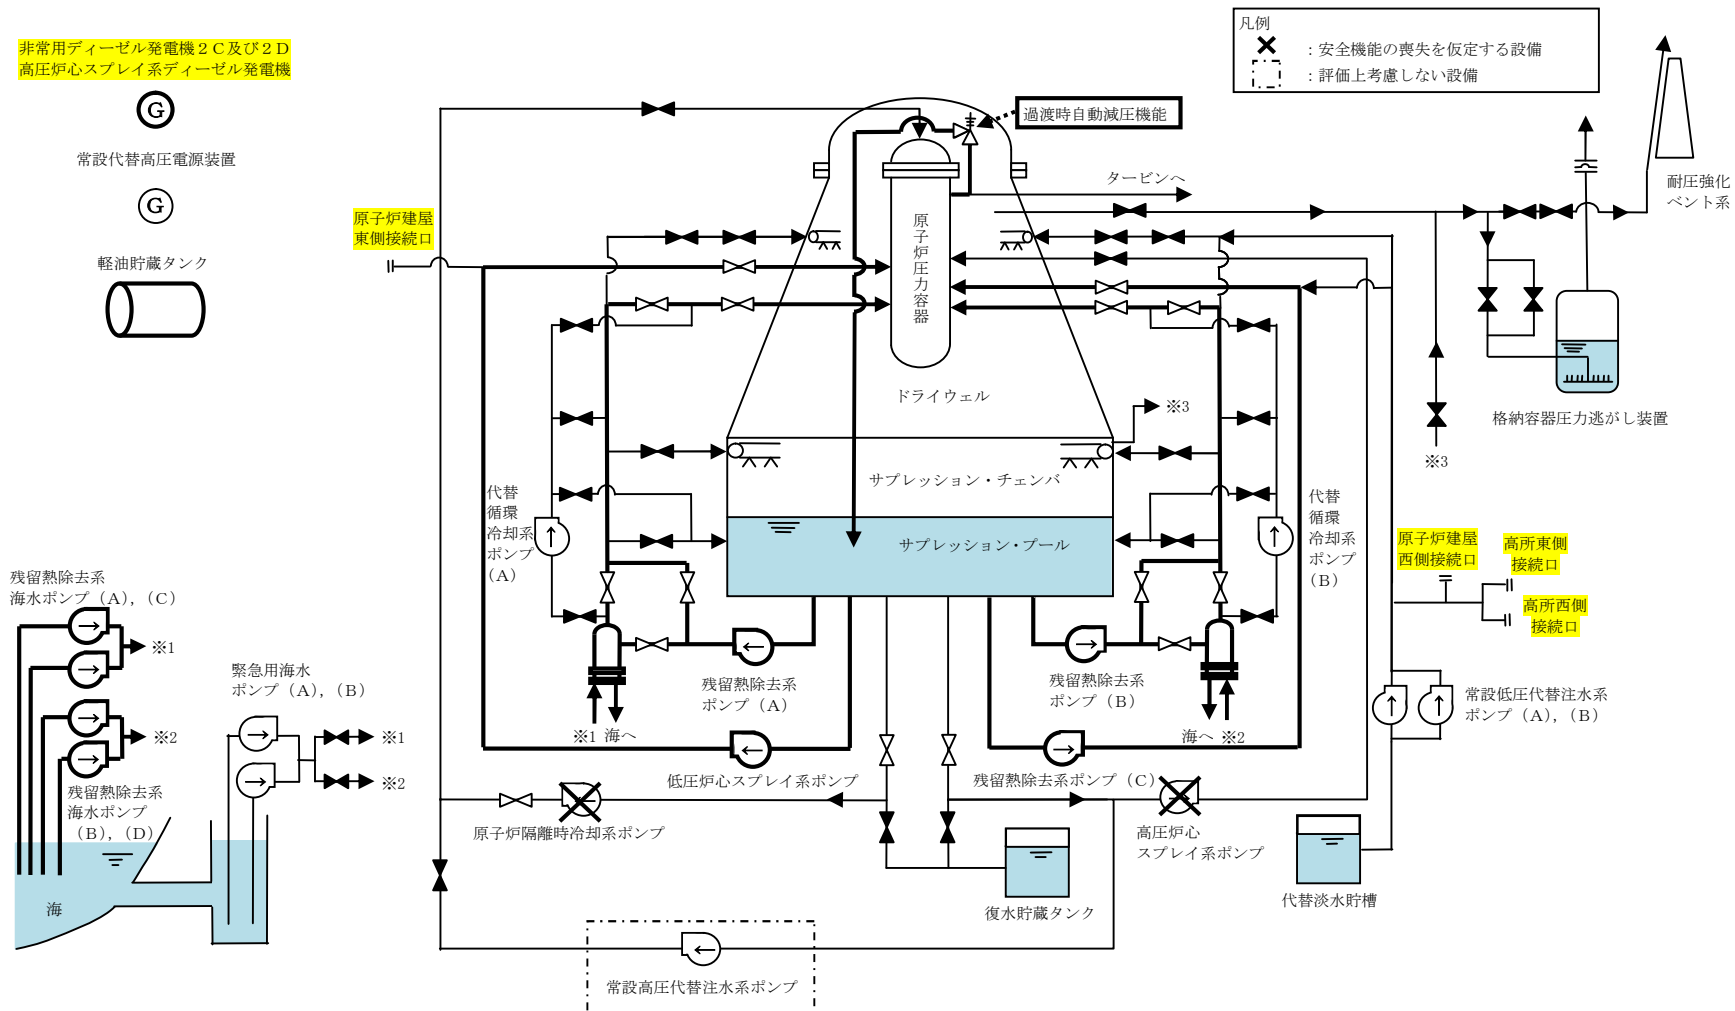 非常用ディーゼル発電機2C及び2D
高圧炉心スプレイ系ディーゼル発電機
G
常設代替高圧電源装置
G
軽油貯蔵タンク
凡例
：安全機能の喪失を仮定する設備
：評価上考慮しない設備
過渡時自動減圧機能
タービンへ
耐圧強化
ベント系
原子炉建屋
東側接続口
原子炉圧力容器
ドライウェル
※3
※3
格納容器圧力逃がし装置
サプレッション・チェンバ
サプレッション・プール
代替
循環
冷却系
ポンプ
（A）
代替
循環
冷却系
ポンプ
（B）
原子炉建屋
西側接続口
高所東側
接続口
高所西側
接続口
残留熱除去系
海水ポンプ（A），（C）
※1
※2
残留熱除去系
海水ポンプ
（B），（D）
緊急用海水
ポンプ（A），（B）
※1
※2
海
残留熱除去系
ポンプ（A）
※1 海へ
残留熱除去系
ポンプ（B）
海へ ※2
常設低圧代替注水系
ポンプ（A），（B）
低圧炉心スプレイ系ポンプ
残留熱除去系ポンプ（C）
原子炉隔離時冷却系ポンプ
高圧炉心
スプレイ系ポンプ
復水貯蔵タンク
代替淡水貯槽
常設高圧代替注水系ポンプ